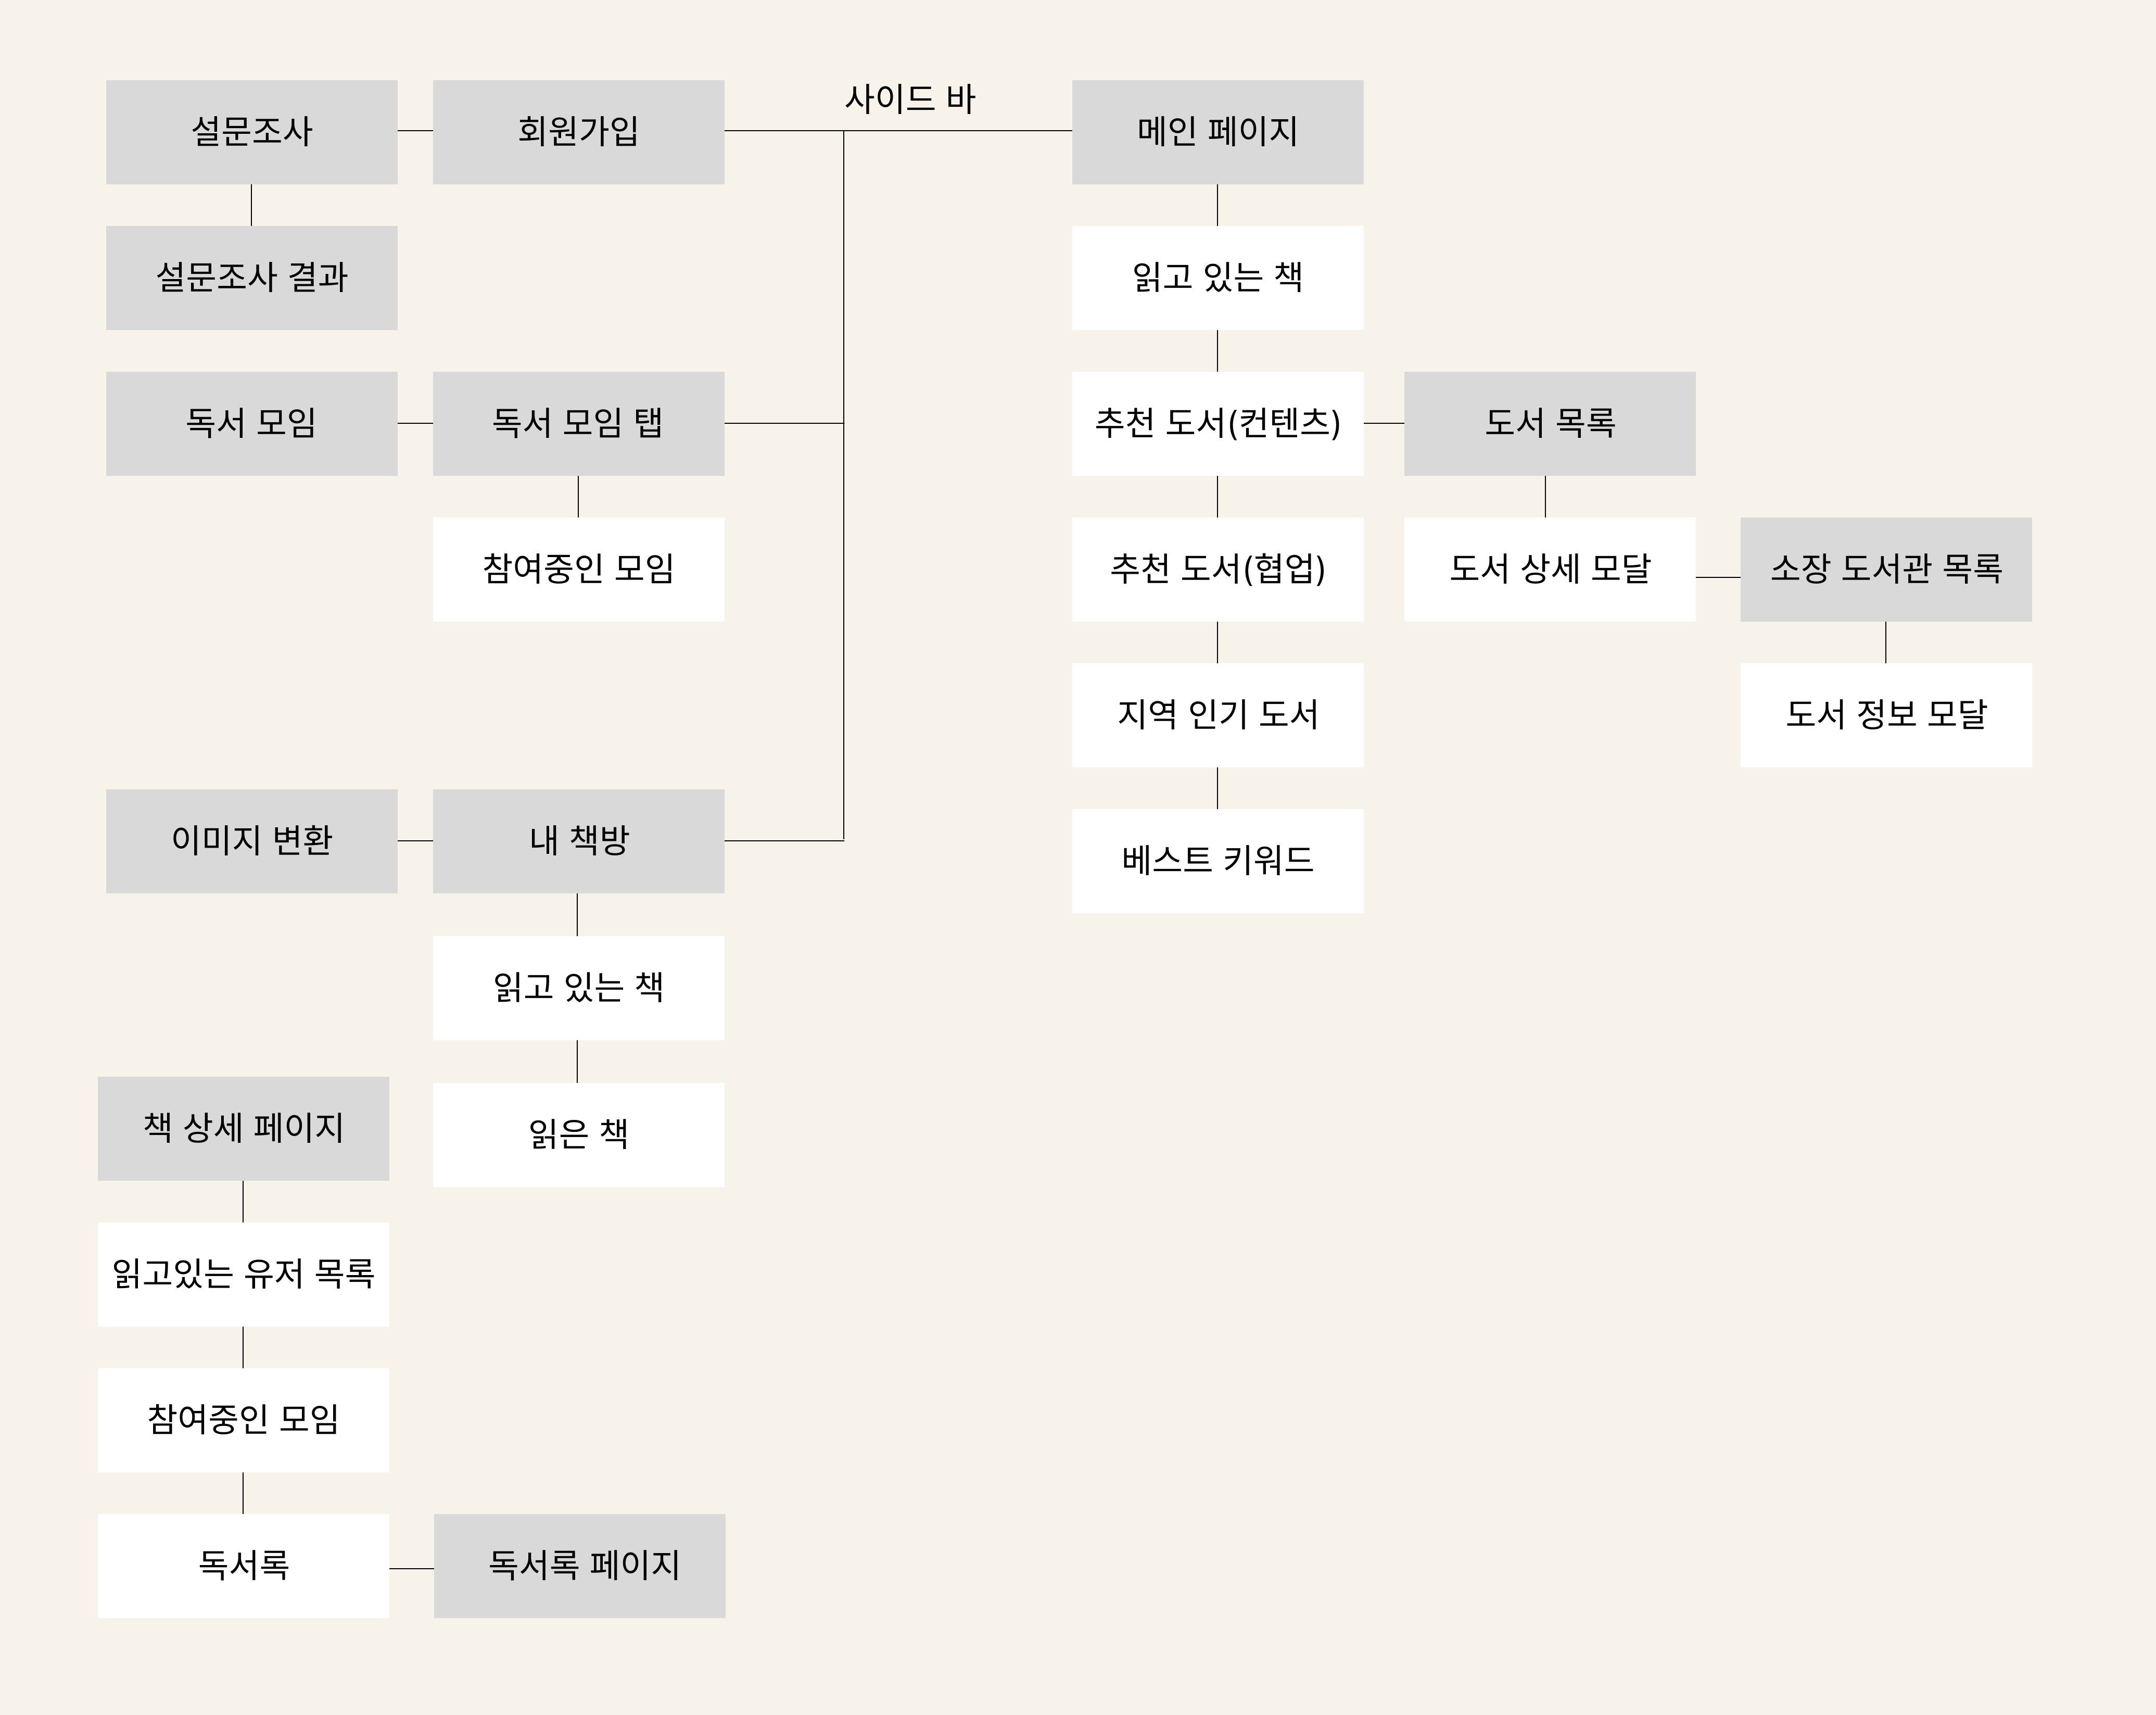 사이드 바
설문조사
회원가입
메인 페이지
설문조사 결과
읽고 있는 책
독서 모임
독서 모임 탭
추천 도서(컨텐츠)
도서 목록
참여중인 모임
추천 도서(협업)
도서 상세 모달
소장 도서관 목록
지역 인기 도서
도서 정보 모달
이미지 변환
내 책방
베스트 키워드
읽고 있는 책
책 상세 페이지
읽은 책
읽고있는 유저 목록
참여중인 모임
독서록
독서록 페이지